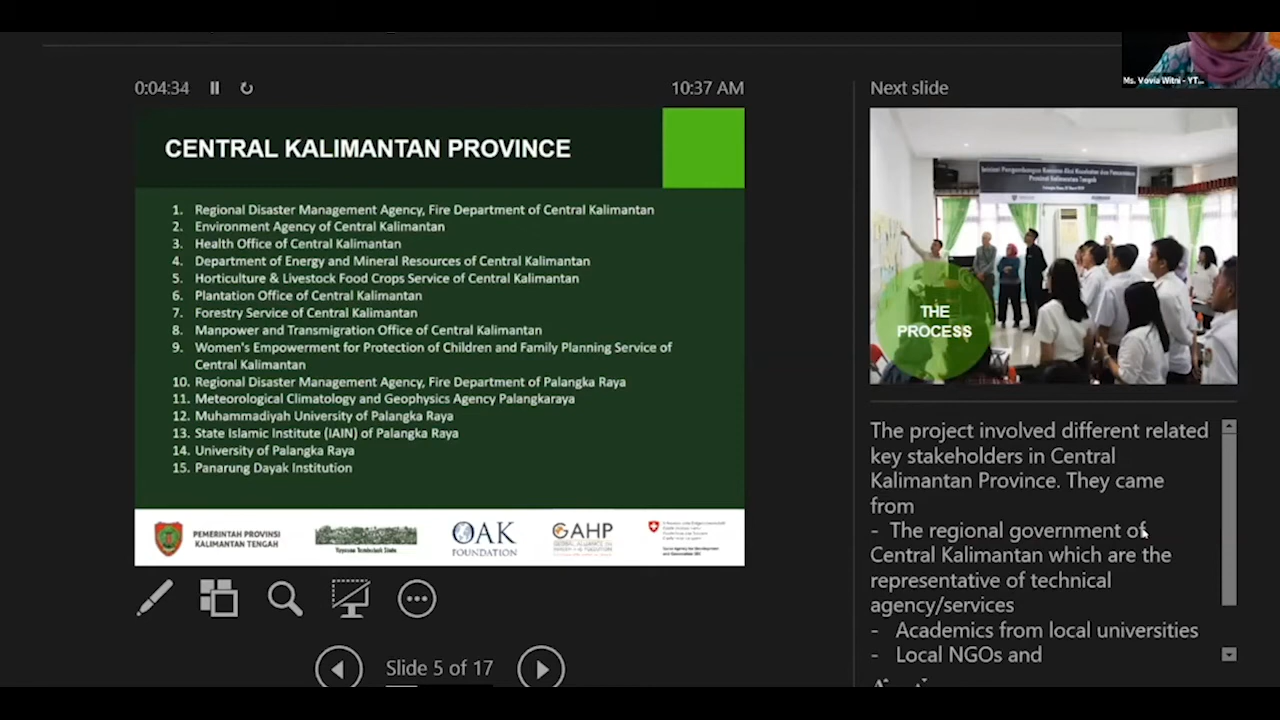 0:04:34
10:37 AM
Next slide
Ms. Vovia Witni - YT...
CENTRAL KALIMANTAN PROVINCE
1. Regional Disaster Management Agency, Fire Department of Central Kalimantan
2. Environment Agency of Central Kalimantan
3. Health Office of Central Kalimantan
4. Department of Energy and Mineral Resources of Central Kalimantan
5. Horticulture & Livestock Food Crops Service of Central Kalimantan
6. Plantation Office of Central Kalimantan
7. Forestry Service of Central Kalimantan
8. Manpower and Transmigration Office of Central Kalimantan
9. Women's Empowerment for Protection of Children and Family Planning Service of
Central Kalimantan
10. Regional Disaster Management Agency, Fire Department of Palangka Raya
11. Meteorological Climatology and Geophysics Agency Palangkaraya
12. Muhammadiyah University of Palangka Raya
13. State Islamic Institute (IAIN) of Palangka Raya
14. University of Palangka Raya
15. Panarung Dayak Institution
PEMERINTAH PROVINSI
KALIMANTAN TENGAH
OAK
FOUNDATION
GAHP
Provinsi Kalimantan Tengah
THE
PROCESS
The project involved different related
key stakeholders in Central
Kalimantan Province. They came
from
- The regional government of
Central Kalimantan which are the
representative of technical
agency/services
- Academics from local universities
- Local NGOs and
Slide 5 of 17